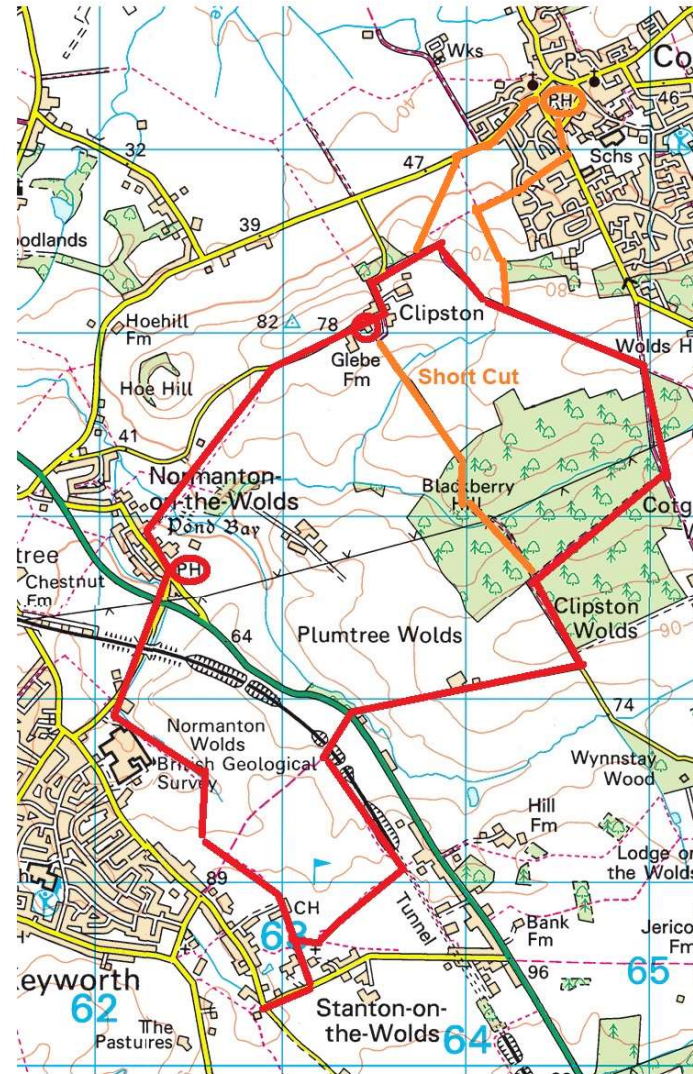 Wks
Co
P
PH
46
40
32
47
Schs
39
odlands
70
80
82
78
Clipston
Hoehill
Fm
Glebe
Fm
Wolds H
Hoe Hill
Short Cut
41
Normanton-
on-the-Wolds
Blackberry
Hill
Pond Bay
Cotg
tree
PH
Chestnut
Fm
Clipston
Wolds
64
Plumtree Wolds
90
74
Normanton
Wolds
British Geological
Survey
Wynnstay
Wood
Hill
Fm
89
Lodge on
the Wolds
CH
Tunnel
63
Bank
Fm
Jerico
Fm
eyworth
96
65
62
Stanton-on-
the-Wolds
64
The
Pastures